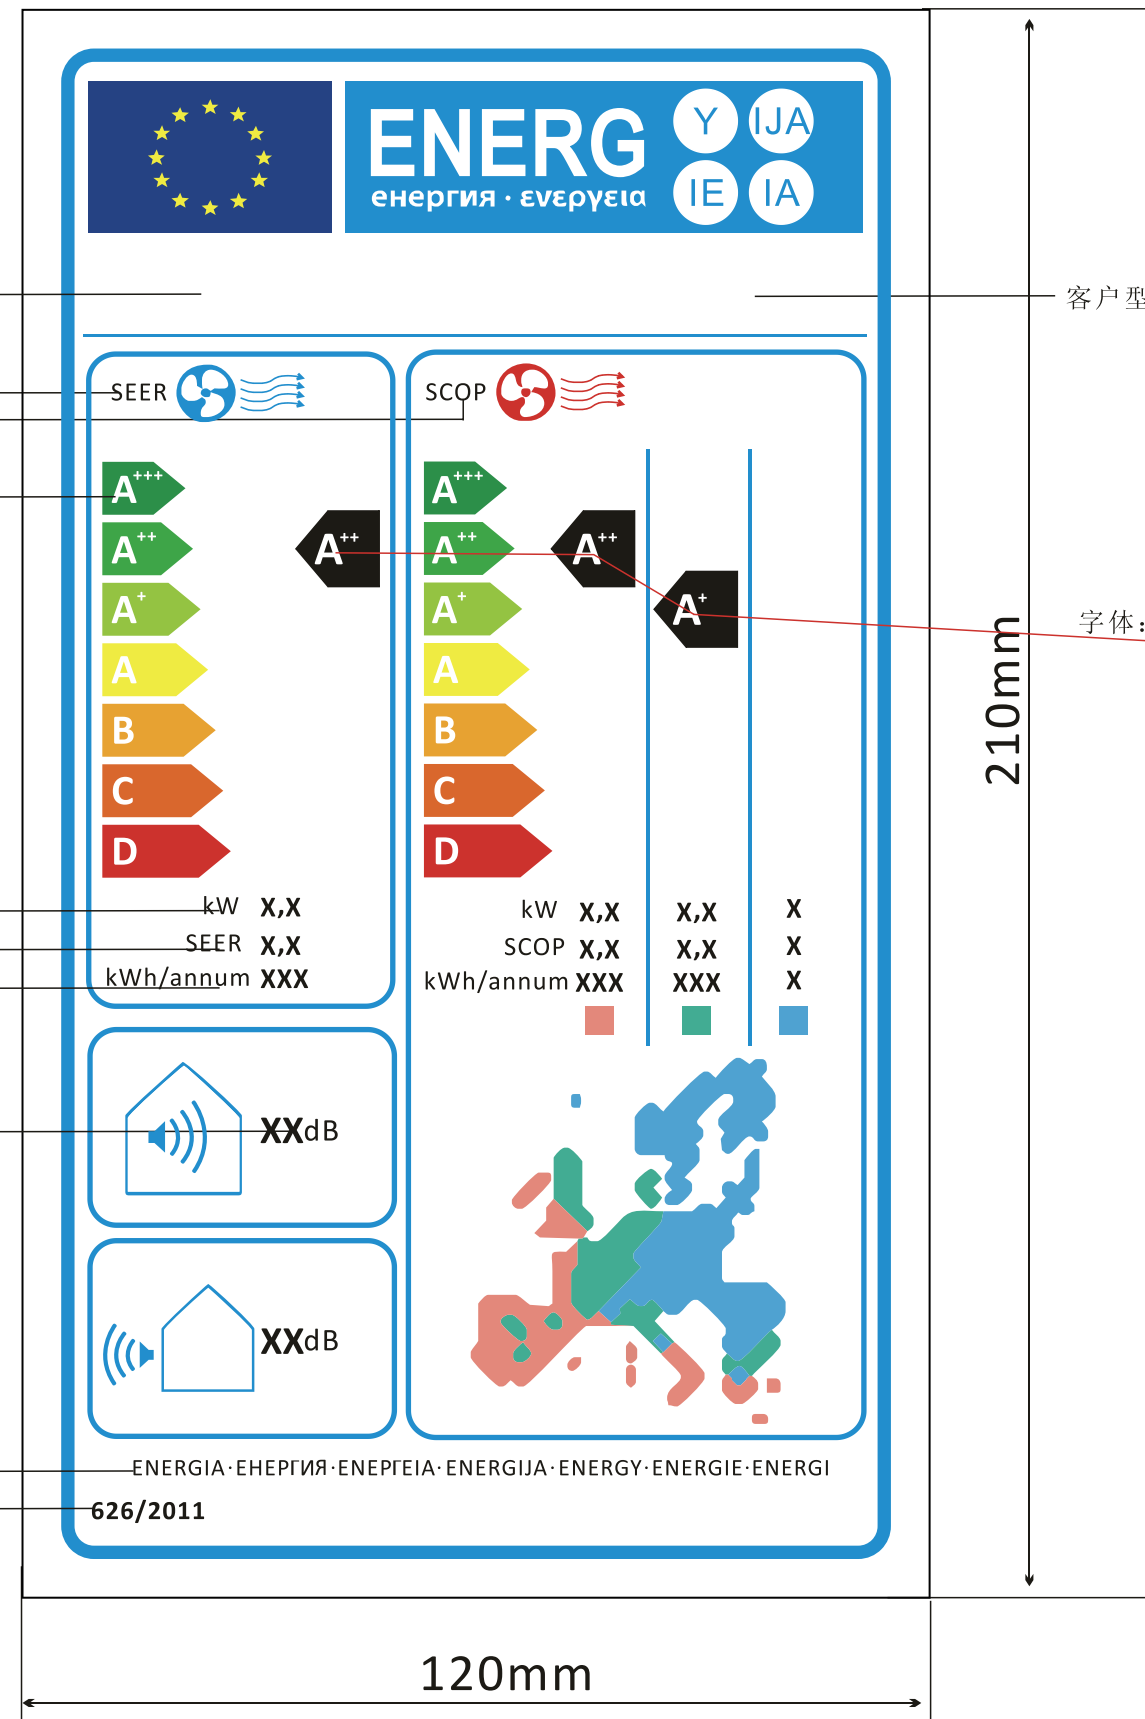 ENERG
енергия · ενεργεια
Y IJA
IE IA
客户型
SEER
SCOP
A+++
A++
A+
A
B
C
D
A++
A+++
A++
A+
A
B
C
D
A++
A+
字体:
210mm
kW X,X
SEER X,X
kWh/annum XXX
kW X,X X,X X
SCOP X,X X,X X
kWh/annum XXX XXX X
XXdB
XXdB
ENERGIA·ЕНЕРГИЯ·ΕΝΕΡΓΕΙΑ·ENERGIJA·ENERGY·ENERGIE·ENERGI
626/2011
120mm